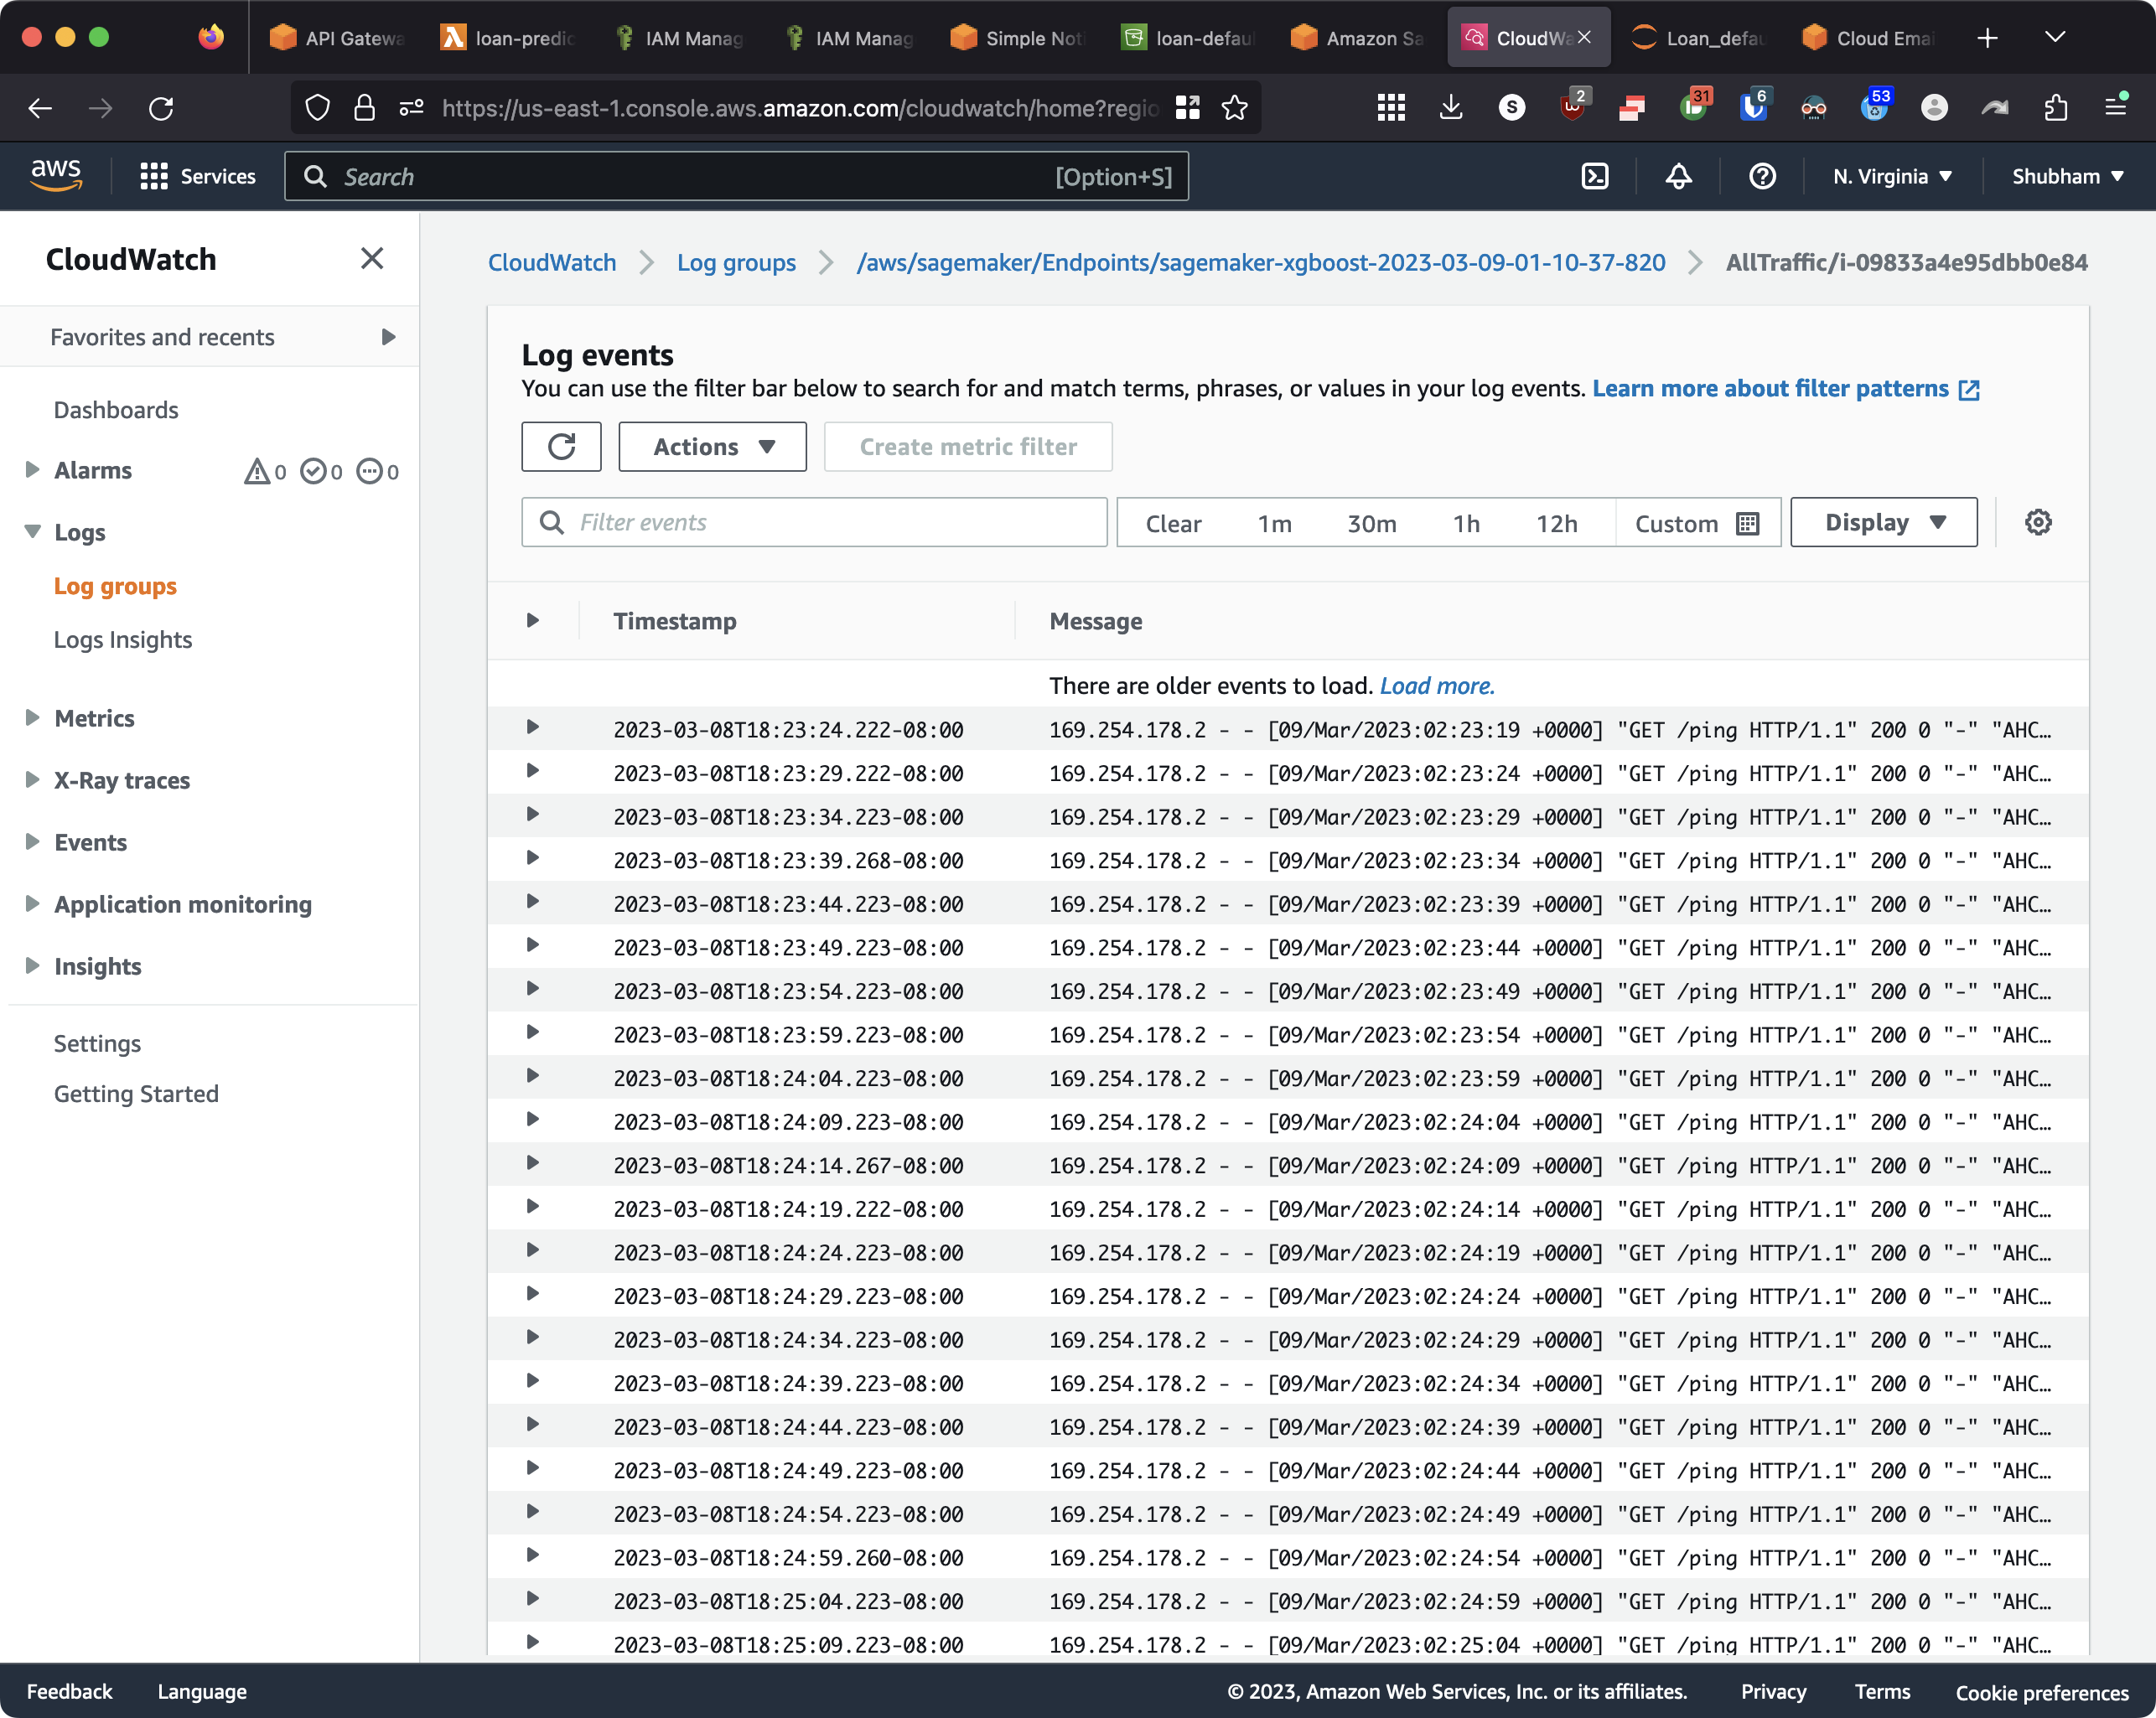 API Gatewa
loan-predic
IAM Manag
IAM Manag
Simple Noti
loan-defaul
Amazon Sa
CloudWa
Loan_defau
Cloud Emai
https://us-east-1.console.aws.amazon.com/cloudwatch/home?regio
S
2
31
6
53
aws
Services
Search
[Option+S]
N. Virginia
Shubham
CloudWatch
Favorites and recents
Dashboards
Alarms 0 0 0
Logs
Log groups
Logs Insights
Metrics
X-Ray traces
Events
Application monitoring
Insights
Settings
Getting Started
CloudWatch
Log groups
/aws/sagemaker/Endpoints/sagemaker-xgboost-2023-03-09-01-10-37-820
AllTraffic/i-09833a4e95dbb0e84
Log events
You can use the filter bar below to search for and match terms, phrases, or values in your log events. Learn more about filter patterns
Actions
Create metric filter
Filter events
Clear 1m 30m 1h 12h Custom
Display
Timestamp Message
There are older events to load. Load more.
2023-03-08T18:23:24.222-08:00 169.254.178.2 - - [09/Mar/2023:02:23:19 +0000] "GET /ping HTTP/1.1" 200 0 "-" "AHC…
2023-03-08T18:23:29.222-08:00 169.254.178.2 - - [09/Mar/2023:02:23:24 +0000] "GET /ping HTTP/1.1" 200 0 "-" "AHC…
2023-03-08T18:23:34.223-08:00 169.254.178.2 - - [09/Mar/2023:02:23:29 +0000] "GET /ping HTTP/1.1" 200 0 "-" "AHC…
2023-03-08T18:23:39.268-08:00 169.254.178.2 - - [09/Mar/2023:02:23:34 +0000] "GET /ping HTTP/1.1" 200 0 "-" "AHC…
2023-03-08T18:23:44.223-08:00 169.254.178.2 - - [09/Mar/2023:02:23:39 +0000] "GET /ping HTTP/1.1" 200 0 "-" "AHC…
2023-03-08T18:23:49.223-08:00 169.254.178.2 - - [09/Mar/2023:02:23:44 +0000] "GET /ping HTTP/1.1" 200 0 "-" "AHC…
2023-03-08T18:23:54.223-08:00 169.254.178.2 - - [09/Mar/2023:02:23:49 +0000] "GET /ping HTTP/1.1" 200 0 "-" "AHC…
2023-03-08T18:23:59.223-08:00 169.254.178.2 - - [09/Mar/2023:02:23:54 +0000] "GET /ping HTTP/1.1" 200 0 "-" "AHC…
2023-03-08T18:24:04.223-08:00 169.254.178.2 - - [09/Mar/2023:02:23:59 +0000] "GET /ping HTTP/1.1" 200 0 "-" "AHC…
2023-03-08T18:24:09.223-08:00 169.254.178.2 - - [09/Mar/2023:02:24:04 +0000] "GET /ping HTTP/1.1" 200 0 "-" "AHC…
2023-03-08T18:24:14.267-08:00 169.254.178.2 - - [09/Mar/2023:02:24:09 +0000] "GET /ping HTTP/1.1" 200 0 "-" "AHC…
2023-03-08T18:24:19.222-08:00 169.254.178.2 - - [09/Mar/2023:02:24:14 +0000] "GET /ping HTTP/1.1" 200 0 "-" "AHC…
2023-03-08T18:24:24.223-08:00 169.254.178.2 - - [09/Mar/2023:02:24:19 +0000] "GET /ping HTTP/1.1" 200 0 "-" "AHC…
2023-03-08T18:24:29.223-08:00 169.254.178.2 - - [09/Mar/2023:02:24:24 +0000] "GET /ping HTTP/1.1" 200 0 "-" "AHC…
2023-03-08T18:24:34.223-08:00 169.254.178.2 - - [09/Mar/2023:02:24:29 +0000] "GET /ping HTTP/1.1" 200 0 "-" "AHC…
2023-03-08T18:24:39.223-08:00 169.254.178.2 - - [09/Mar/2023:02:24:34 +0000] "GET /ping HTTP/1.1" 200 0 "-" "AHC…
2023-03-08T18:24:44.223-08:00 169.254.178.2 - - [09/Mar/2023:02:24:39 +0000] "GET /ping HTTP/1.1" 200 0 "-" "AHC…
2023-03-08T18:24:49.223-08:00 169.254.178.2 - - [09/Mar/2023:02:24:44 +0000] "GET /ping HTTP/1.1" 200 0 "-" "AHC…
2023-03-08T18:24:54.223-08:00 169.254.178.2 - - [09/Mar/2023:02:24:49 +0000] "GET /ping HTTP/1.1" 200 0 "-" "AHC…
2023-03-08T18:24:59.260-08:00 169.254.178.2 - - [09/Mar/2023:02:24:54 +0000] "GET /ping HTTP/1.1" 200 0 "-" "AHC…
2023-03-08T18:25:04.223-08:00 169.254.178.2 - - [09/Mar/2023:02:24:59 +0000] "GET /ping HTTP/1.1" 200 0 "-" "AHC…
2023-03-08T18:25:09.223-08:00 169.254.178.2 - - [09/Mar/2023:02:25:04 +0000] "GET /ping HTTP/1.1" 200 0 "-" "AHC…
Feedback Language © 2023, Amazon Web Services, Inc. or its affiliates. Privacy Terms Cookie preferences